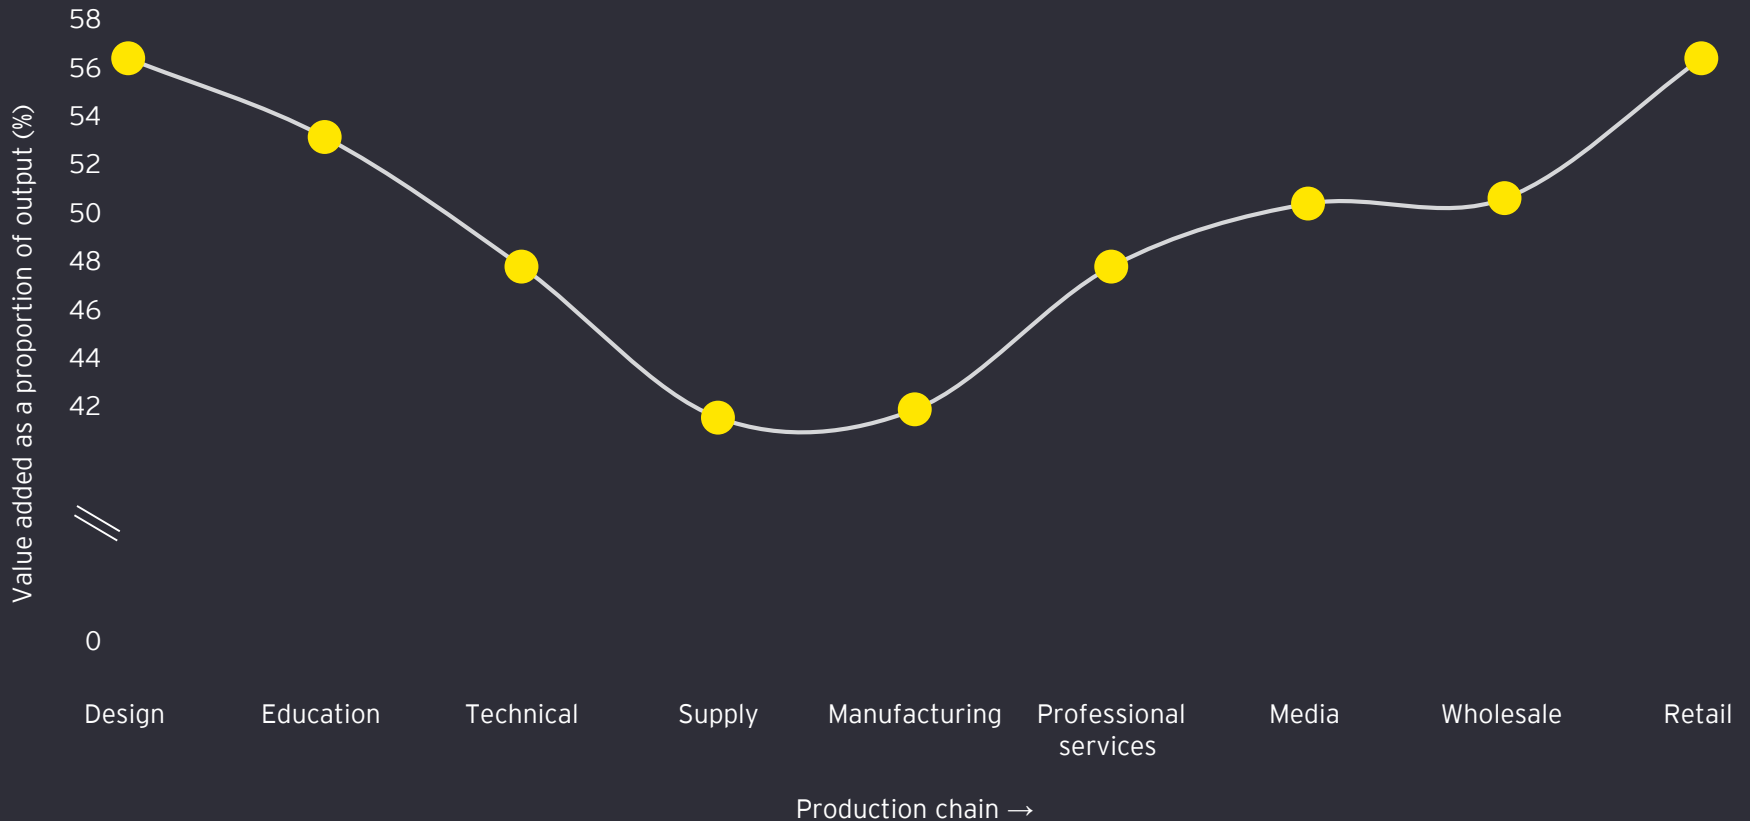 58
56
54
52
50
48
46
44
42
0
Value added as a proportion of output (%)
Design
Education
Technical
Supply
Manufacturing
Professional
services
Media
Wholesale
Retail
Production chain →